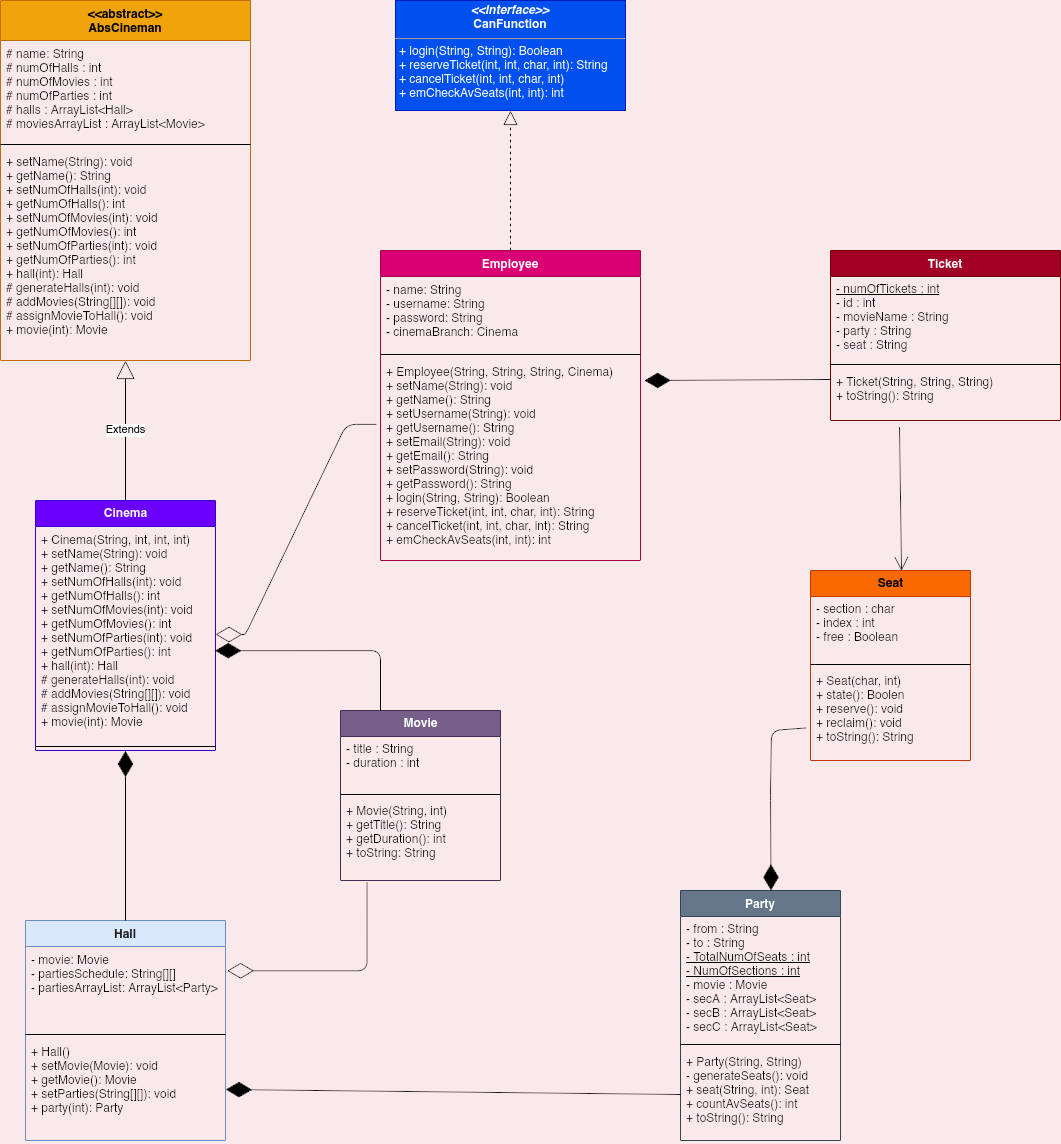 <<abstract>>
AbsCineman
# name: String
# numOfHalls : int
# numOfMovies : int
# numOfParties : int
# halls : ArrayList<Hall>
# moviesArrayList : ArrayList<Movie>
+ setName(String): void
+ getName(): String
+ setNumOfHalls(int): void
+ getNumOfHalls(): int
+ setNumOfMovies(int): void
+ getNumOfMovies(): int
+ setNumOfParties(int): void
+ getNumOfParties(): int
+ hall(int): Hall
# generateHalls(int): void
# addMovies(String[][]): void
# assignMovieToHall(): void
+ movie(int): Movie
<<Interface>>
CanFunction
+ login(String, String): Boolean
+ reserveTicket(int, int, char, int): String
+ cancelTicket(int, int, char, int)
+ emCheckAvSeats(int, int): int
Employee
- name: String
- username: String
- password: String
- cinemaBranch: Cinema
+ Employee(String, String, String, Cinema)
+ setName(String): void
+ getName(): String
+ setUsername(String): void
+ getUsername(): String
+ setEmail(String): void
+ getEmail(): String
+ setPassword(String): void
+ getPassword(): String
+ login(String, String): Boolean
+ reserveTicket(int, int, char, int): String
+ cancelTicket(int, int, char, int): String
+ emCheckAvSeats(int, int): int
Ticket
- numOfTickets : int
- id : int
- movieName : String
- party : String
- seat : String
+ Ticket(String, String, String)
+ toString(): String
Extends
Cinema
+ Cinema(String, int, int, int)
+ setName(String): void
+ getName(): String
+ setNumOfHalls(int): void
+ getNumOfHalls(): int
+ setNumOfMovies(int): void
+ getNumOfMovies(): int
+ setNumOfParties(int): void
+ getNumOfParties(): int
+ hall(int): Hall
# generateHalls(int): void
# addMovies(String[][]): void
# assignMovieToHall(): void
+ movie(int): Movie
Seat
- section : char
- index : int
- free : Boolean
+ Seat(char, int)
+ state(): Boolen
+ reserve(): void
+ reclaim(): void
+ toString(): String
Movie
- title : String
- duration : int
+ Movie(String, int)
+ getTitle(): String
+ getDuration(): int
+ toString: String
Hall
- movie: Movie
- partiesSchedule: String[][]
- partiesArrayList: ArrayList<Party>
+ Hall()
+ setMovie(Movie): void
+ getMovie(): Movie
+ setParties(String[][]): void
+ party(int): Party
Party
- from : String
- to : String
- TotalNumOfSeats : int
- NumOfSections : int
- movie : Movie
- secA : ArrayList<Seat>
- secB : ArrayList<Seat>
- secC : ArrayList<Seat>
+ Party(String, String)
- generateSeats(): void
+ seat(String, int): Seat
+ countAvSeats(): int
+ toString(): String